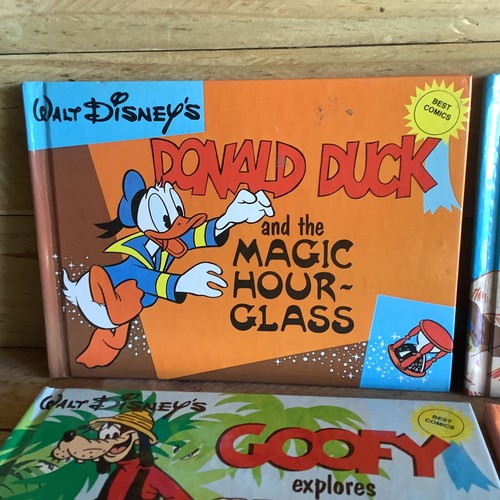 WALT DISNEY'S
BEST
COMICS
DONALD DUCK
and the
MAGIC
HOUR-
GLASS
WALT DISNEY'S
BEST
COMICS
GOOFY
explores